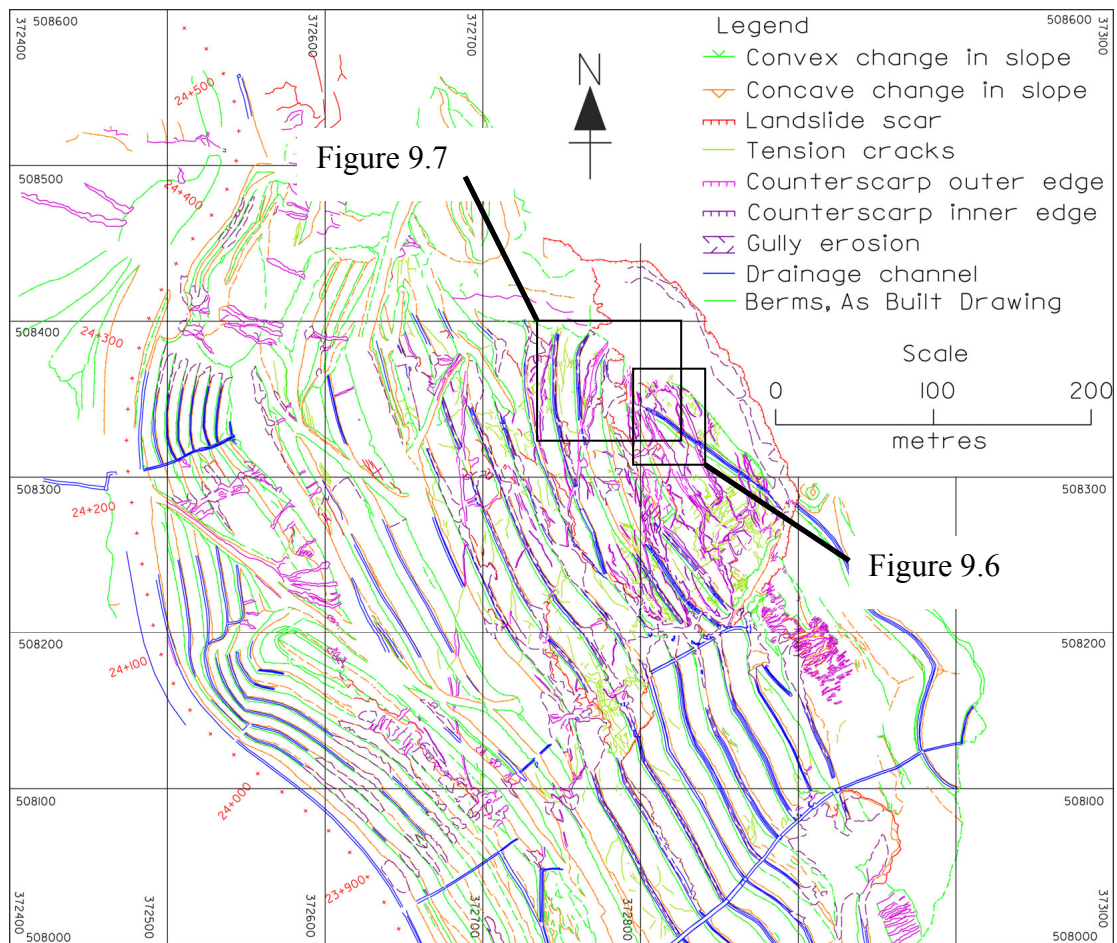 508600
372400
372600
372700
508600
373100
Legend
Convex change in slope
Concave change in slope
Landslide scar
Tension cracks
Counterscarp outer edge
Counterscarp inner edge
Gully erosion
Drainage channel
Berms, As Built Drawing
N
Scale
0 100 200
metres
24+500
Figure 9.7
508500
24+400
508400
24+300
508300
24+200
Figure 9.6
508200
24+100
508100
24+000
23+900
372400
508000
372500
372600
372700
372800
508000
373100